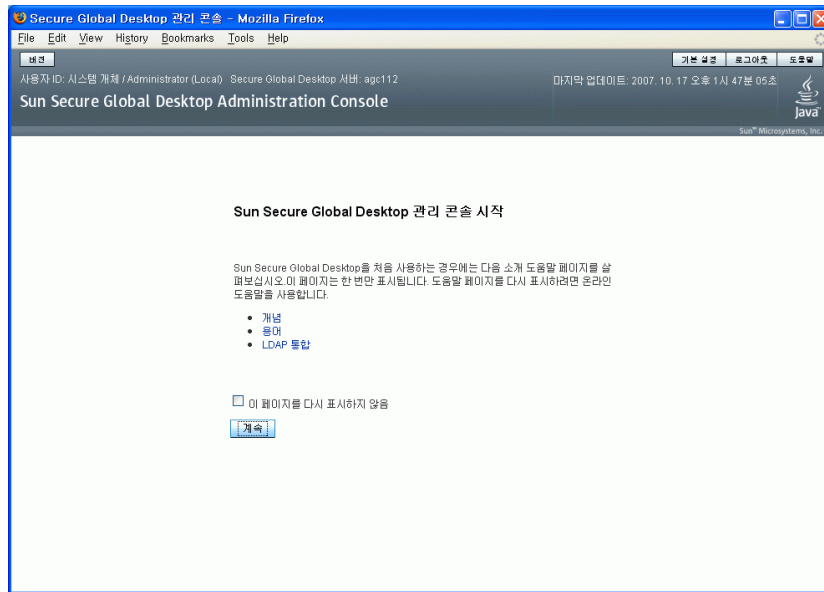 Secure Global Desktop 관리 콘솔 - Mozilla Firefox
File Edit View History Bookmarks Tools Help
버전 기본 설정 로그아웃 도움말
사용자 ID: 시스템 개체 / Administrator (Local) Secure Global Desktop 서버: agc112 마지막 업데이트: 2007. 10. 17 오후 1시 47분 05초
Sun Secure Global Desktop Administration Console
Java
Sun™ Microsystems, Inc.
Sun Secure Global Desktop 관리 콘솔 시작
Sun Secure Global Desktop을 처음 사용하는 경우에는 다음 소개 도움말 페이지를 살
펴보십시오.이 페이지는 한 번만 표시됩니다. 도움말 페이지를 다시 표시하려면 온라인
도움말을 사용합니다.
개념
용어
LDAP 통합
이 페이지를 다시 표시하지 않음
계속